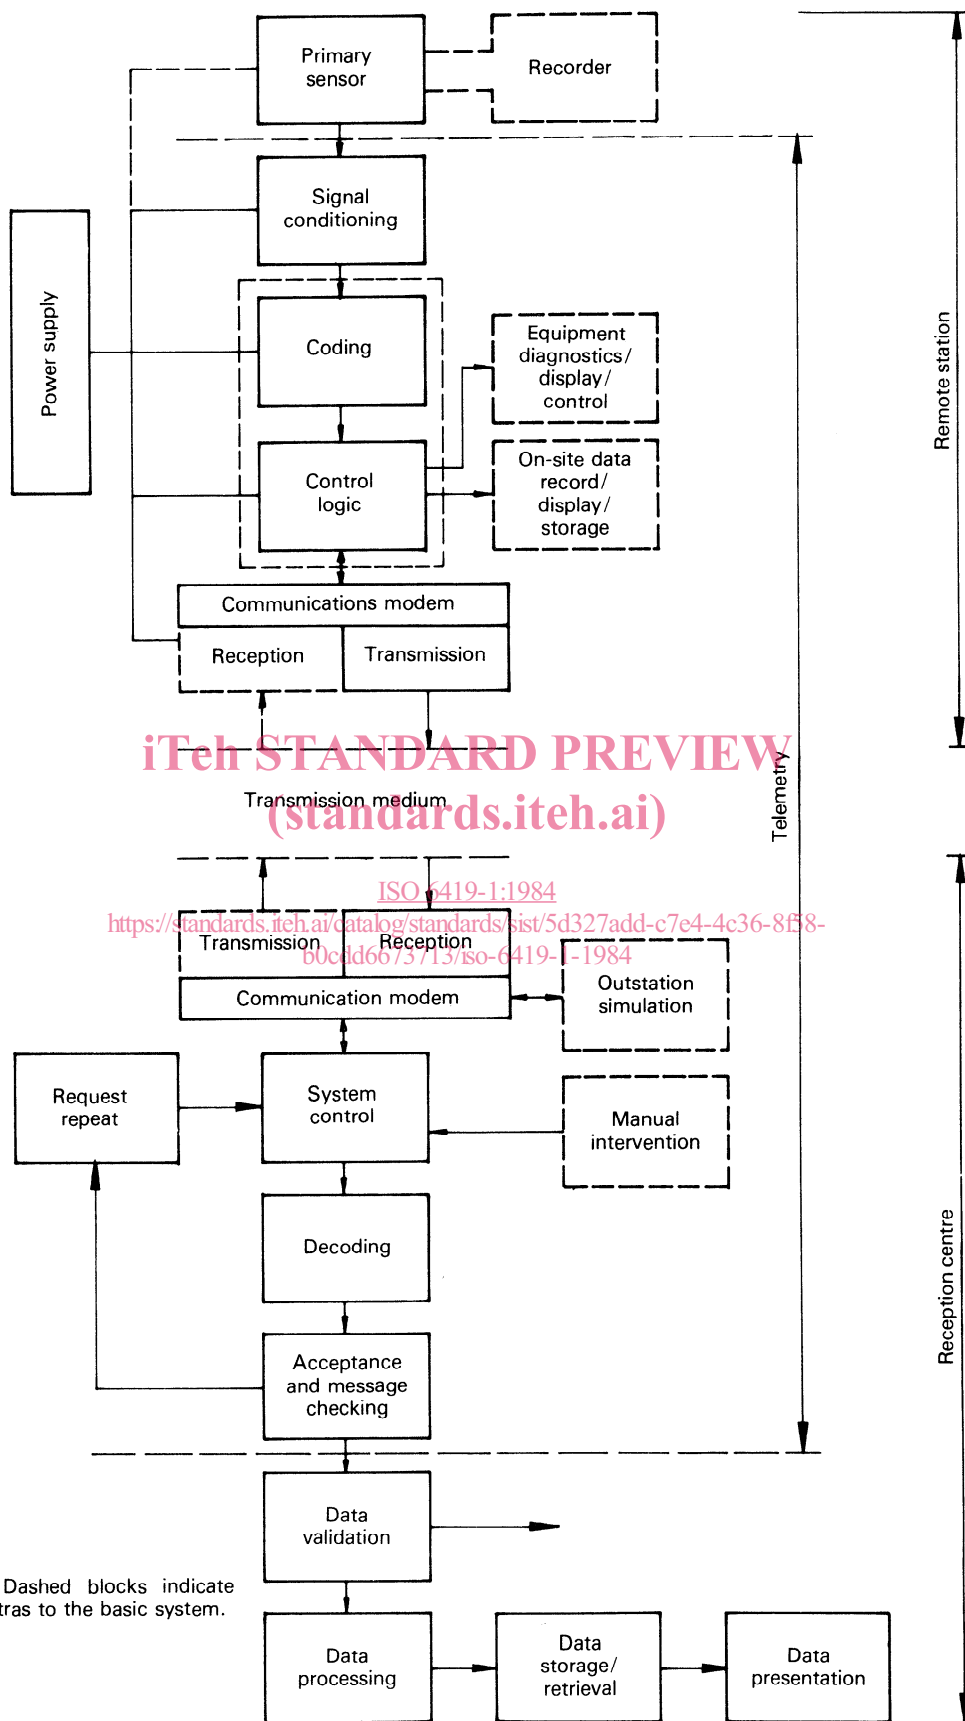 Primary
sensor
Recorder
Signal
conditioning
Power supply
Coding
Equipment
diagnostics/
display/
control
Control
logic
On-site data
record/
display/
storage
Remote station
Communications modem
Reception
Transmission
iTeh STANDARD PREVIEW
Transmission medium
(standards.iteh.ai)
Telemetry
ISO 6419-1:1984
https://standards.iteh.ai/catalog/standards/sist/5d327add-c7e4-4c36-8f58-
b0cdd6673713/iso-6419-1-1984
Transmission
Reception
Communication modem
Outstation
simulation
Request
repeat
System
control
Manual
intervention
Decoding
Reception centre
Acceptance
and message
checking
Data
validation
Dashed blocks indicate
tras to the basic system.
Data
processing
Data
storage/
retrieval
Data
presentation